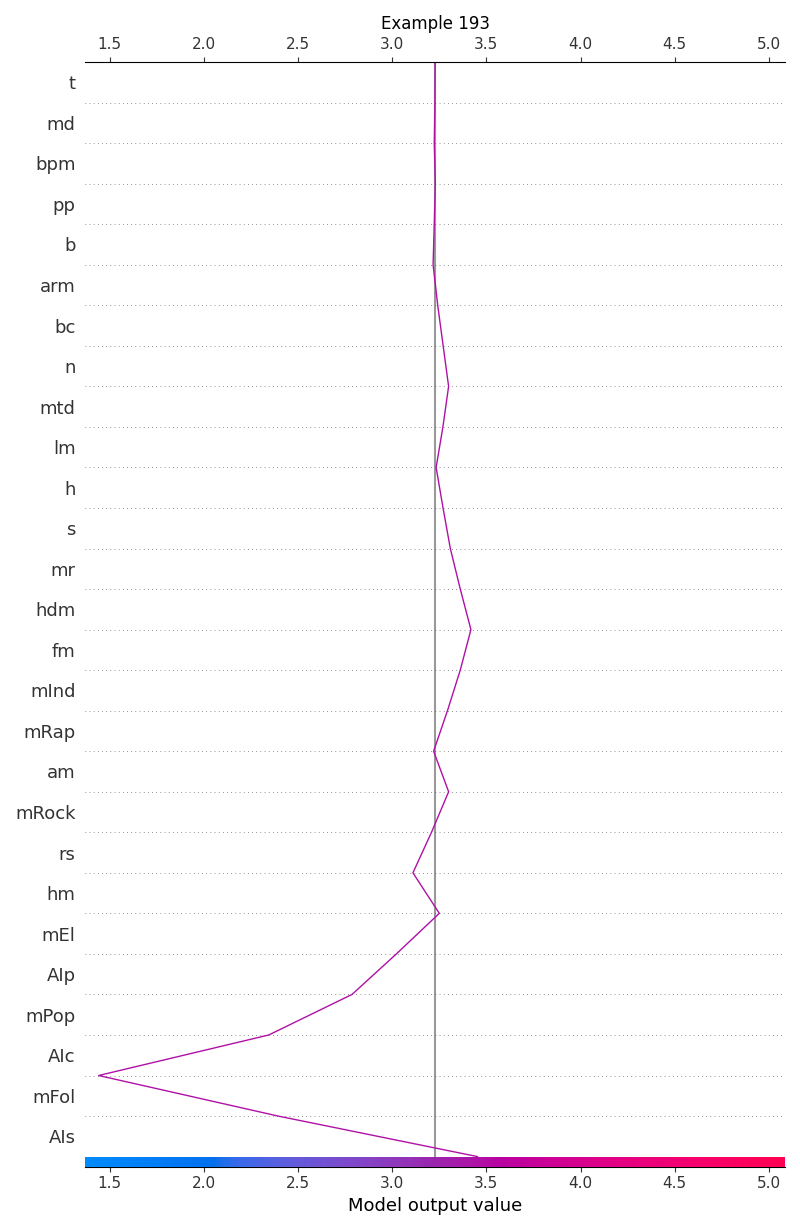 Example 193
1.5 2.0 2.5 3.0 3.5 4.0 4.5 5.0
t
md
bpm
pp
b
arm
bc
n
mtd
lm
h
s
mr
hdm
fm
mInd
mRap
am
mRock
rs
hm
mEl
AIp
mPop
AIc
mFol
AIs
1.5 2.0 2.5 3.0 3.5 4.0 4.5 5.0
Model output value